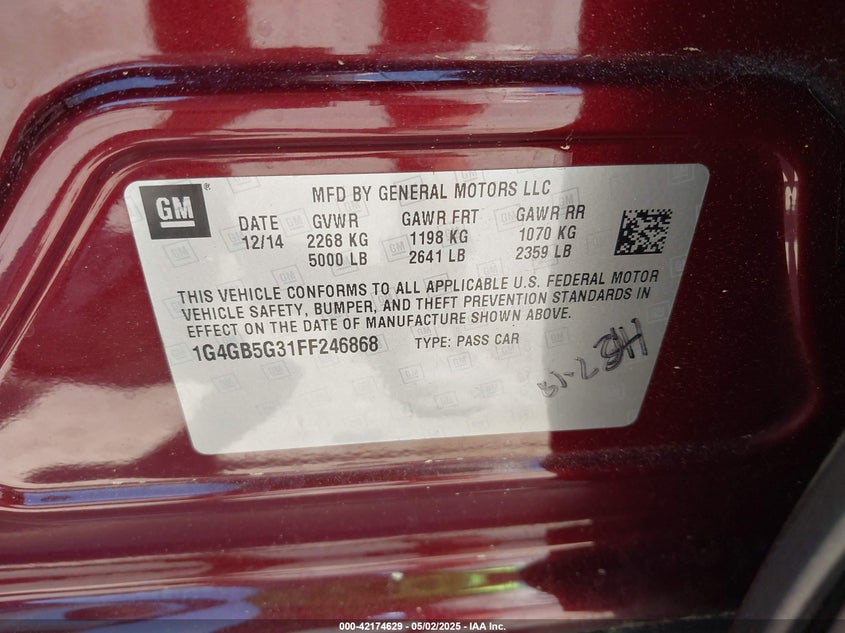 GM ® MFD BY GENERAL MOTORS LLC
DATE GVWR GAWR FRT GAWR RR
12/14 2268 KG 1198 KG 1070 KG
5000 LB 2641 LB 2359 LB
THIS VEHICLE CONFORMS TO ALL APPLICABLE U.S. FEDERAL MOTOR
VEHICLE SAFETY, BUMPER, AND THEFT PREVENTION STANDARDS IN
EFFECT ON THE DATE OF MANUFACTURE SHOWN ABOVE.
1G4GB5G31FF246868 TYPE: PASS CAR
000-42174629 - 05/02/2025 - IAA Inc.